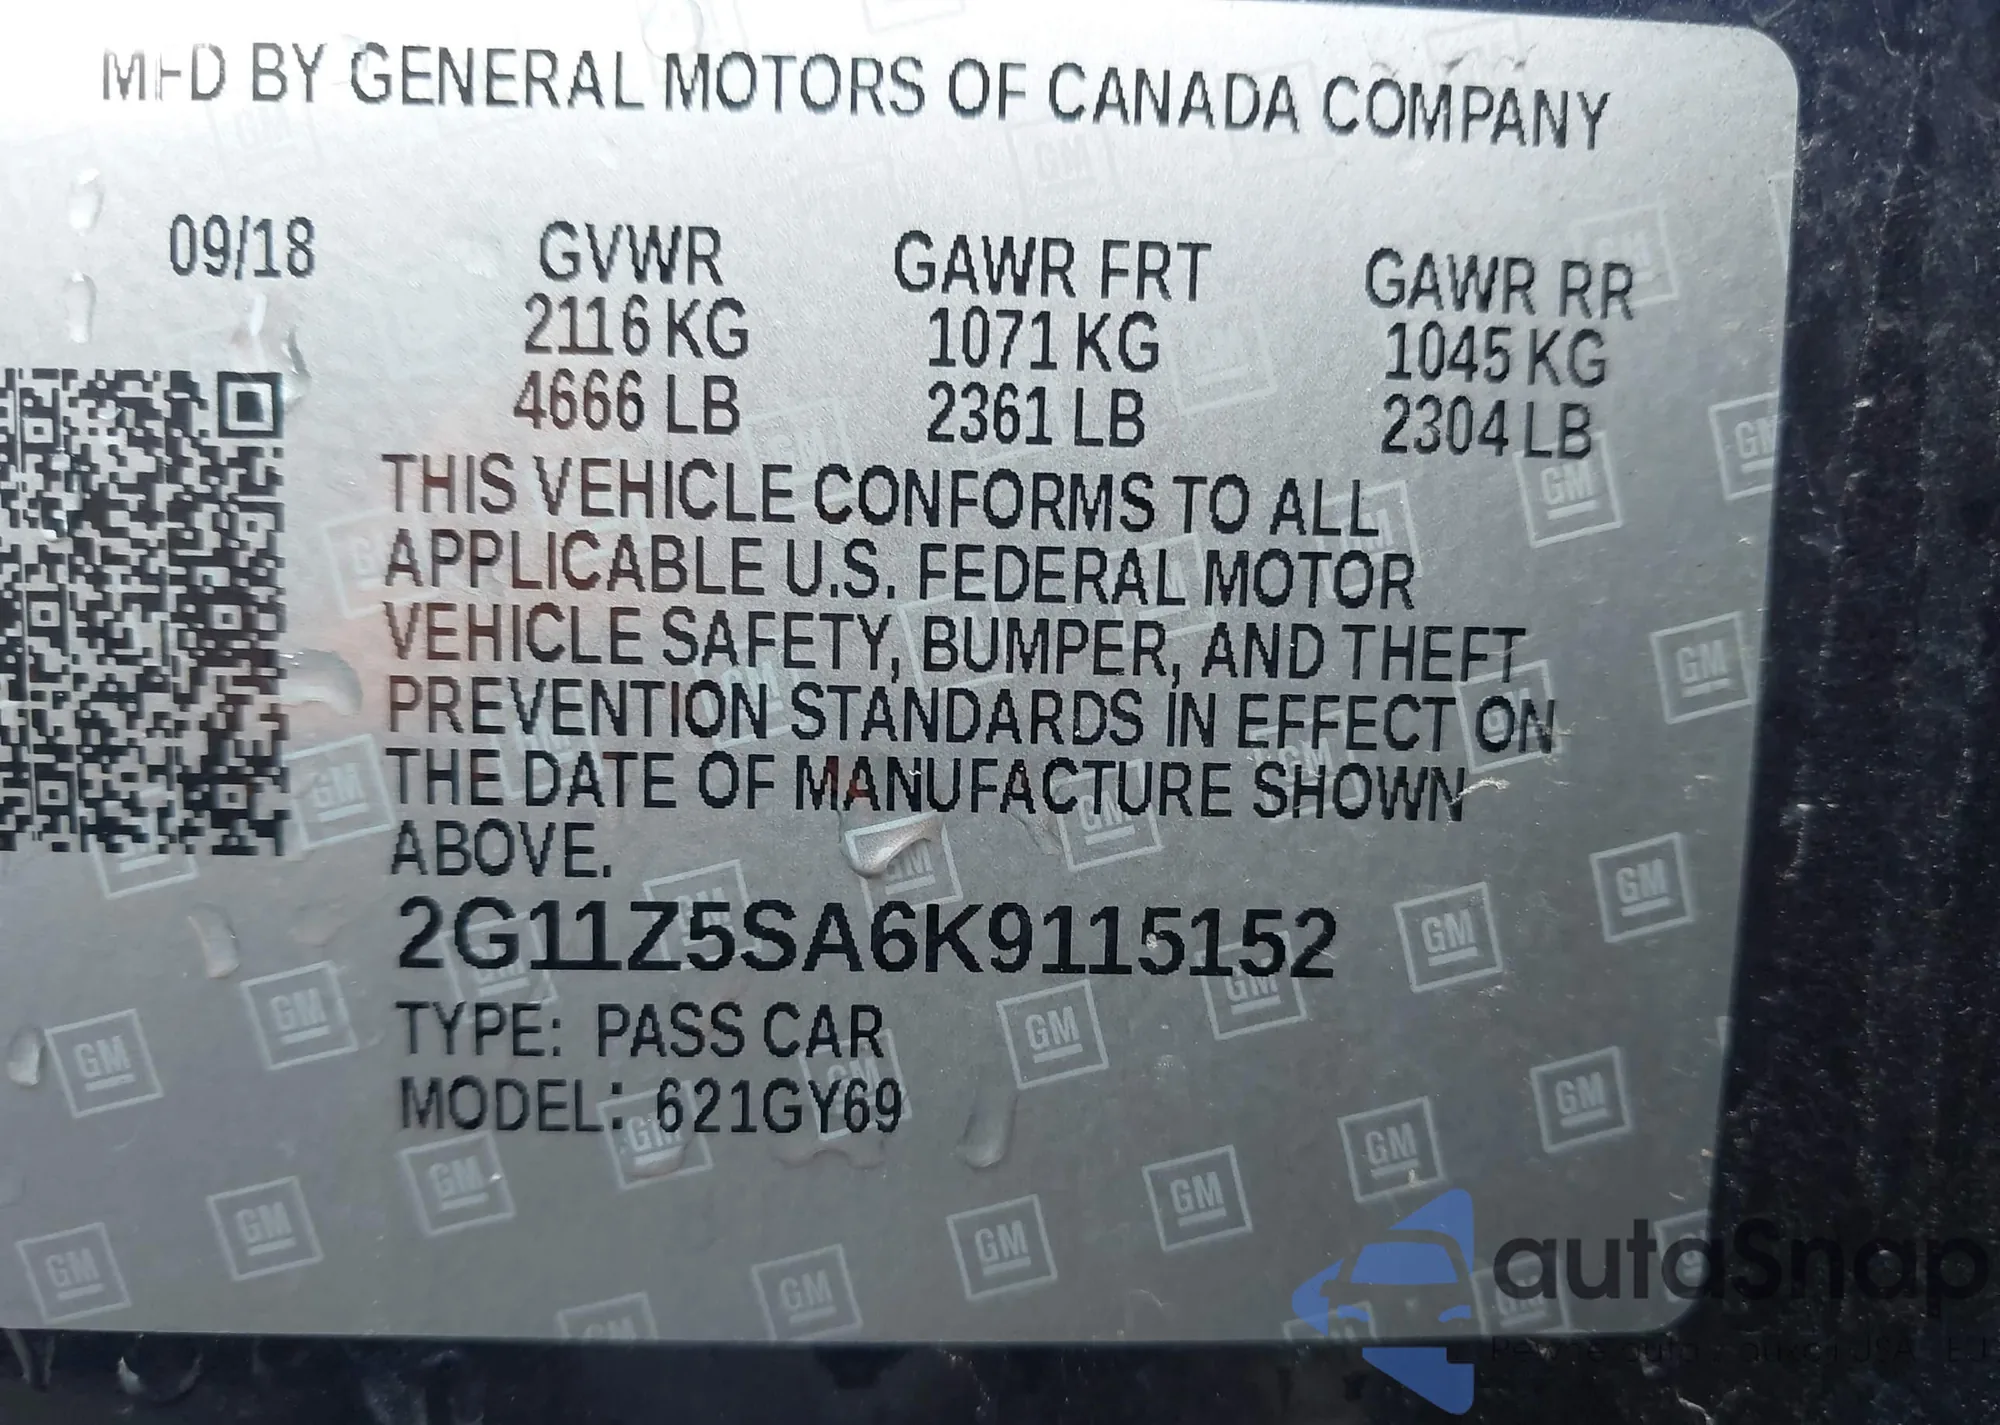 MFD BY GENERAL MOTORS OF CANADA COMPANY
09/18 GVWR GAWR FRT GAWR RR
2116 KG 1071 KG 1045 KG
4666 LB 2361 LB 2304 LB
THIS VEHICLE CONFORMS TO ALL
APPLICABLE U.S. FEDERAL MOTOR
VEHICLE SAFETY, BUMPER, AND THEFT
PREVENTION STANDARDS IN EFFECT ON
THE DATE OF MANUFACTURE SHOWN
ABOVE.
2G11Z5SA6K9115152
TYPE: PASS CAR
MODEL: 621GY69
GM
autaSnap